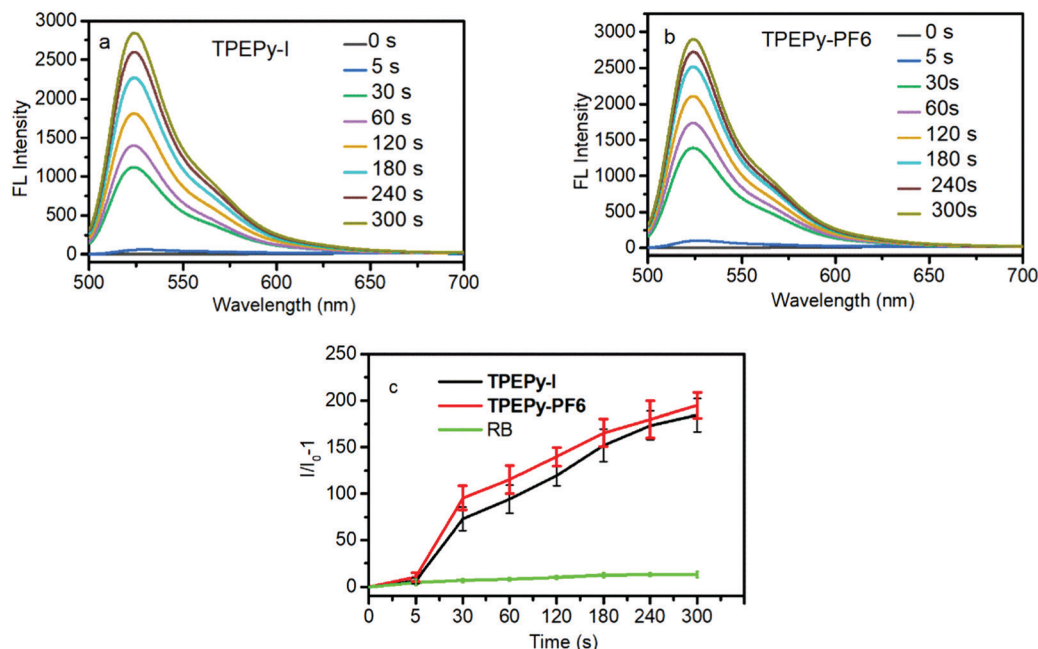 a
TPEPy-I
0 s
5 s
30 s
60 s
120 s
180 s
240 s
300 s
3000
2500
2000
1500
1000
500
0
FL Intensity
500 550 600 650 700
Wavelength (nm)
b
TPEPy-PF6
0 s
5 s
30s
60s
120 s
180 s
240s
300s
3000
2500
2000
1500
1000
500
0
FL Intensity
500 550 600 650 700
Wavelength (nm)
c
TPEPy-I
TPEPy-PF6
RB
250
200
150
100
50
0
I/I0-1
0 5 30 60 120 180 240 300
Time (s)